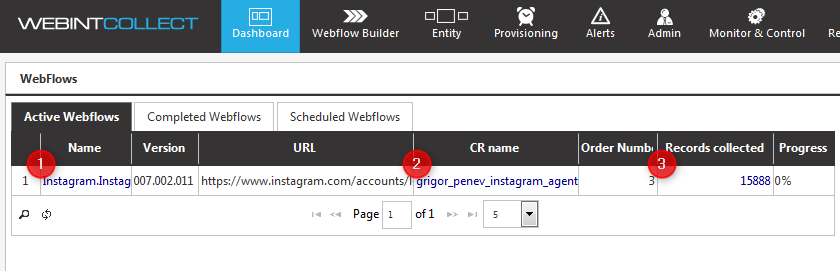 WEBINTCOLLECT
Dashboard Webflow Builder Entity Provisioning Alerts Admin Monitor & Control Re
WebFlows
Active Webflows Completed Webflows Scheduled Webflows
Name Version URL CR name Order Numbe Records collected Progress
1 2 3
1 Instagram.Instag 007.002.011 https://www.instagram.com/accounts/l grigor_penev_instagram_agent 3 15888 0%
Page 1 of 1 5